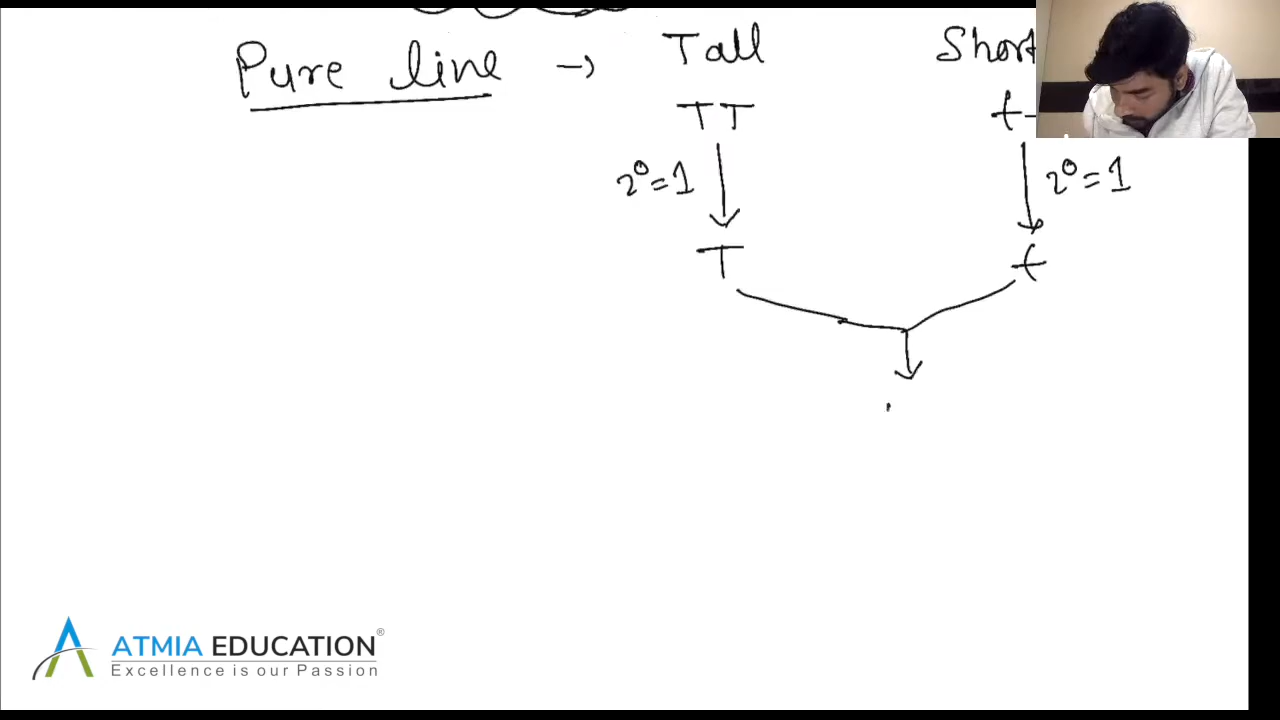 Pure line → Tall Short
TT t
2⁰=1 2⁰=1
T t
ATMIA EDUCATION®
Excellence is our Passion